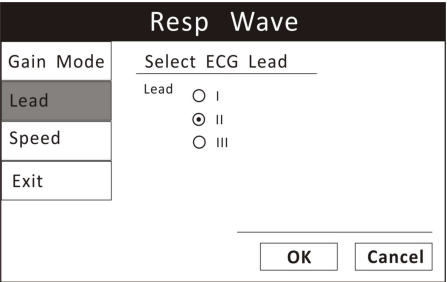 Resp Wave
Gain Mode
Lead
Speed
Exit
Select ECG Lead
Lead
I
II
III
OK
Cancel